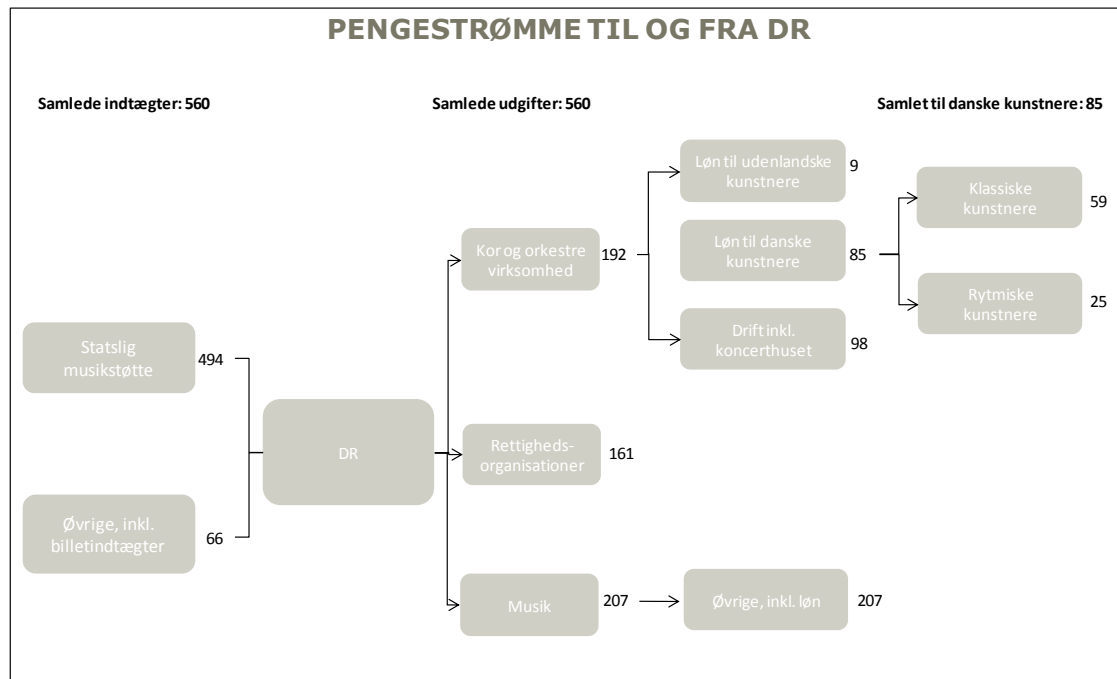 PENGESTRØMME TIL OG FRA DR
Samlede indtægter: 560
Samlede udgifter: 560
Samlet til danske kunstnere: 85
Statslig
musikstøtte
494
Øvrige, inkl.
billetindtægter
66
DR
Kor og orkestre
virksomhed
192
Rettigheds-
organisationer
161
Musik
207
Løn til udenlandske
kunstnere
9
Løn til danske
kunstnere
85
Drift inkl.
koncerthuset
98
Øvrige, inkl. løn
207
Klassiske
kunstnere
59
Rytmiske
kunstnere
25